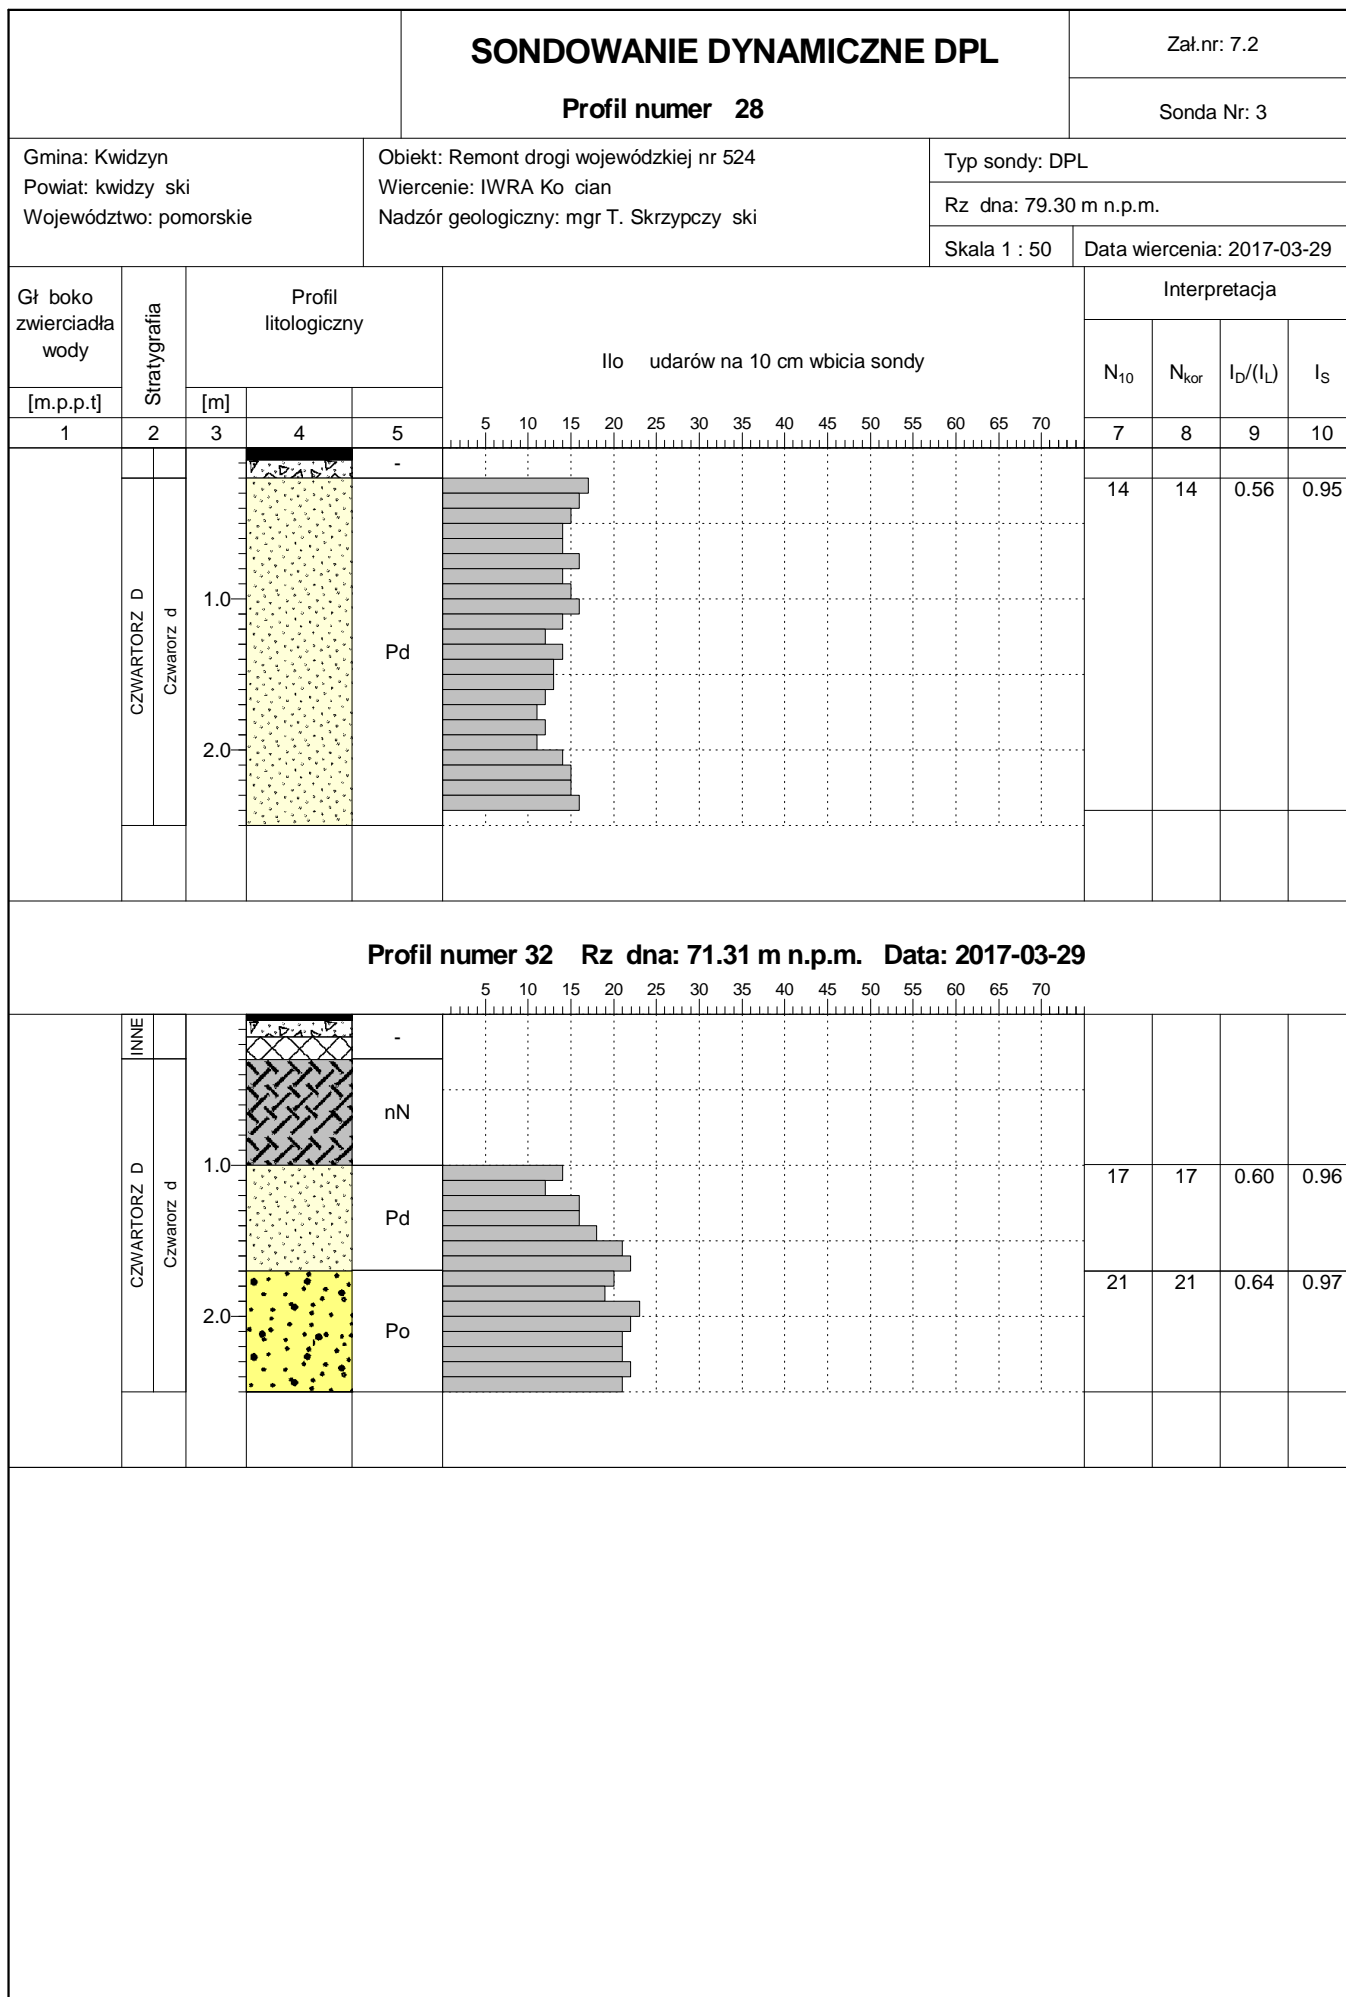 SONDOWANIE DYNAMICZNE DPL
Profil numer 28
Zał.nr: 7.2
Sonda Nr: 3
Gmina: Kwidzyn
Powiat: kwidzy ski
Województwo: pomorskie
Obiekt: Remont drogi wojewódzkiej nr 524
Wiercenie: IWRA Ko cian
Nadzór geologiczny: mgr T. Skrzypczy ski
Typ sondy: DPL
Rz dna: 79.30 m n.p.m.
Skala 1 : 50
Data wiercenia: 2017-03-29
Gł boko
zwierciadła
wody
[m.p.p.t]
Stratygrafia
Profil
litologiczny
[m]
Ilo udarów na 10 cm wbicia sondy
Interpretacja
N10 Nkor ID/(IL) IS
1 2 3 4 5
5 10 15 20 25 30 35 40 45 50 55 60 65 70
7 8 9 10
-
CZWARTORZ D
Czwarorz d
1.0
2.0
Pd
14 14 0.56 0.95
Profil numer 32 Rz dna: 71.31 m n.p.m. Data: 2017-03-29
5 10 15 20 25 30 35 40 45 50 55 60 65 70
INNE
-
CZWARTORZ D
Czwarorz d
nN
1.0
Pd
17 17 0.60 0.96
2.0
Po
21 21 0.64 0.97